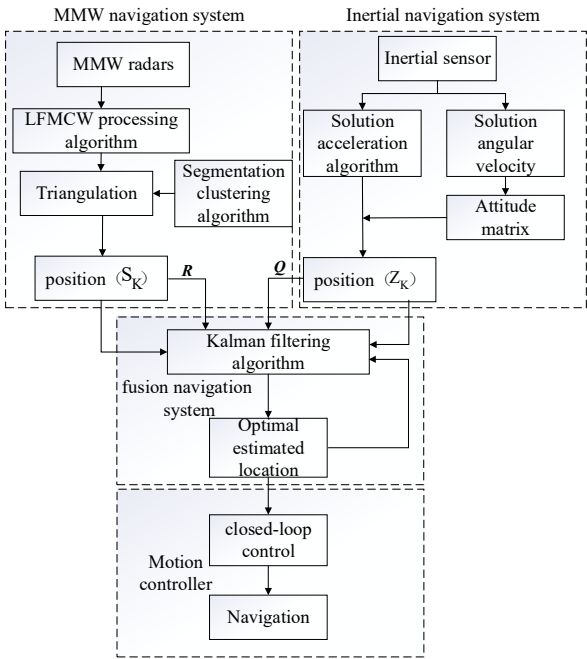 MMW navigation system
Inertial navigation system
MMW radars
LFMCW processing
algorithm
Triangulation
Segmentation
clustering
algorithm
position（S_K）
R
Inertial sensor
Solution
acceleration
algorithm
Solution
angular
velocity
Attitude
matrix
Q
position（Z_K）
Kalman filtering
algorithm
fusion navigation
system
Optimal
estimated
location
closed-loop
control
Motion
controller
Navigation